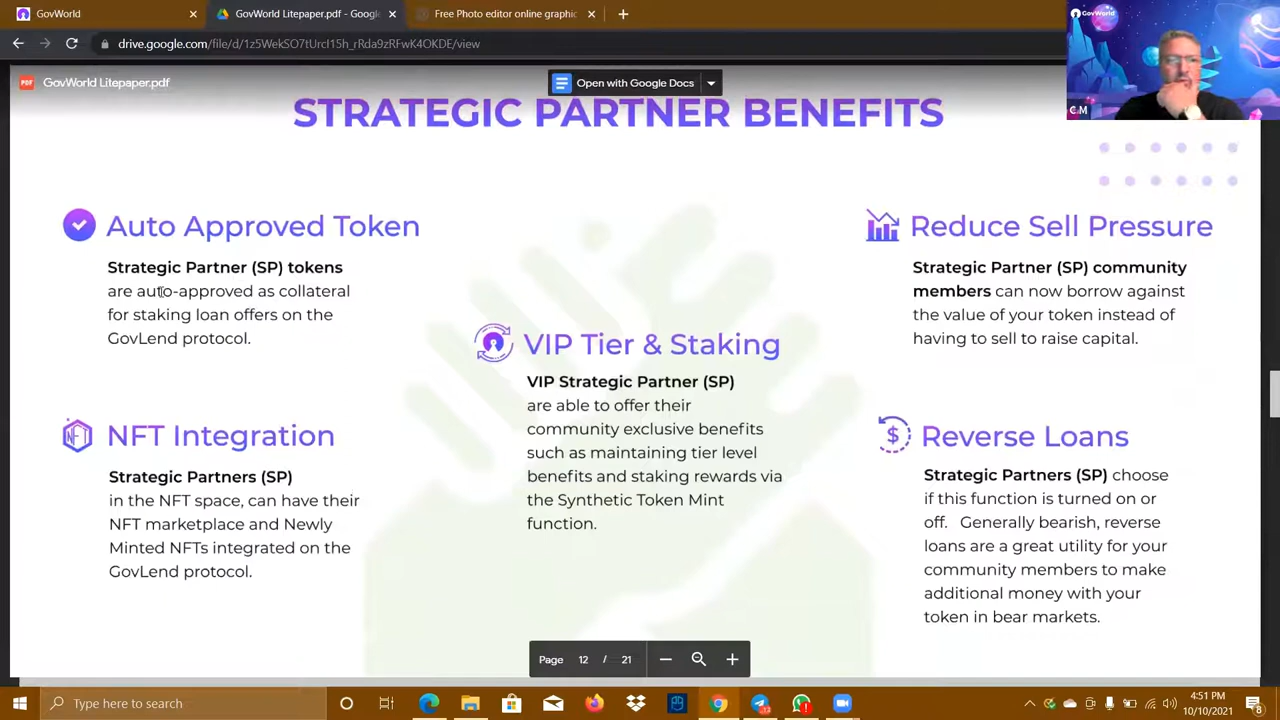 GovWorld
GovWorld Litepaper.pdf - Google
Free Photo editor online graphic
drive.google.com/file/d/1z5WekSO7tUrcI15h_rRda9zRFwK4OKDE/view
GovWorld
C.M
GovWorld Litepaper.pdf
Open with Google Docs
STRATEGIC PARTNER BENEFITS
Auto Approved Token
Strategic Partner (SP) tokens
are auto-approved as collateral
for staking loan offers on the
GovLend protocol.
NFT Integration
Strategic Partners (SP)
in the NFT space, can have their
NFT marketplace and Newly
Minted NFTs integrated on the
GovLend protocol.
VIP Tier & Staking
VIP Strategic Partner (SP)
are able to offer their
community exclusive benefits
such as maintaining tier level
benefits and staking rewards via
the Synthetic Token Mint
function.
Reduce Sell Pressure
Strategic Partner (SP) community
members can now borrow against
the value of your token instead of
having to sell to raise capital.
Reverse Loans
Strategic Partners (SP) choose
if this function is turned on or
off. Generally bearish, reverse
loans are a great utility for your
community members to make
additional money with your
token in bear markets.
Page 12 / 21
Type here to search
4:51 PM
10/10/2021